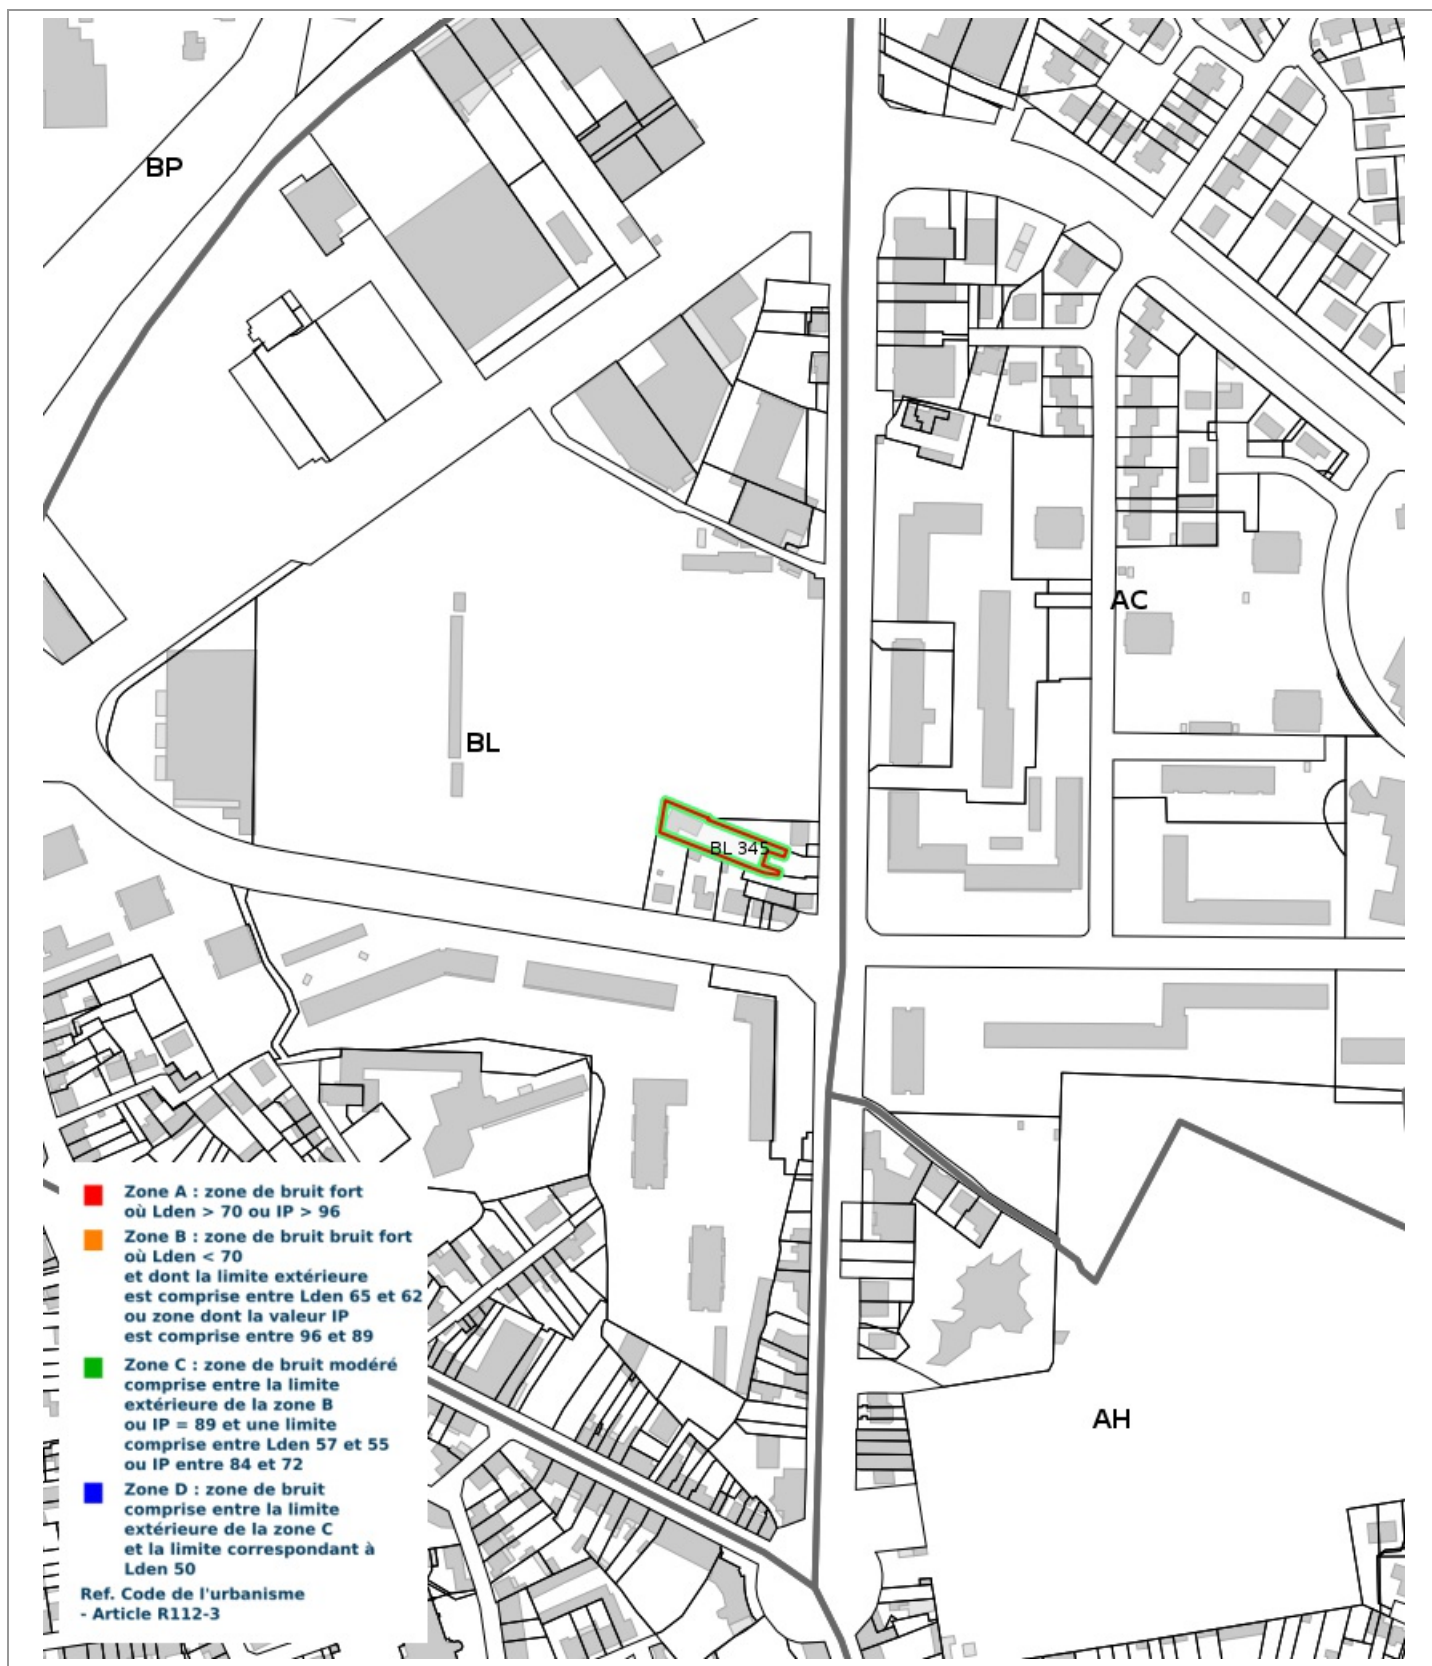 BP
AC
BL
BL 345
Zone A : zone de bruit fort
où Lden > 70 ou IP > 96
Zone B : zone de bruit bruit fort
où Lden < 70
et dont la limite extérieure
est comprise entre Lden 65 et 62
ou zone dont la valeur IP
est comprise entre 96 et 89
Zone C : zone de bruit modéré
comprise entre la limite
extérieure de la zone B
ou IP = 89 et une limite
comprise entre Lden 57 et 55
ou IP entre 84 et 72
AH
Zone D : zone de bruit
comprise entre la limite
extérieure de la zone C
et la limite correspondant à
Lden 50
Ref. Code de l'urbanisme
- Article R112-3